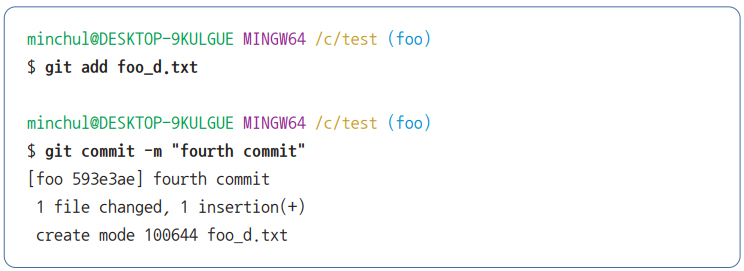 minchul@DESKTOP-9KULGUE MINGW64 /c/test (foo)
$ git add foo_d.txt
minchul@DESKTOP-9KULGUE MINGW64 /c/test (foo)
$ git commit -m "fourth commit"
[foo 593e3ae] fourth commit
1 file changed, 1 insertion(+)
create mode 100644 foo_d.txt